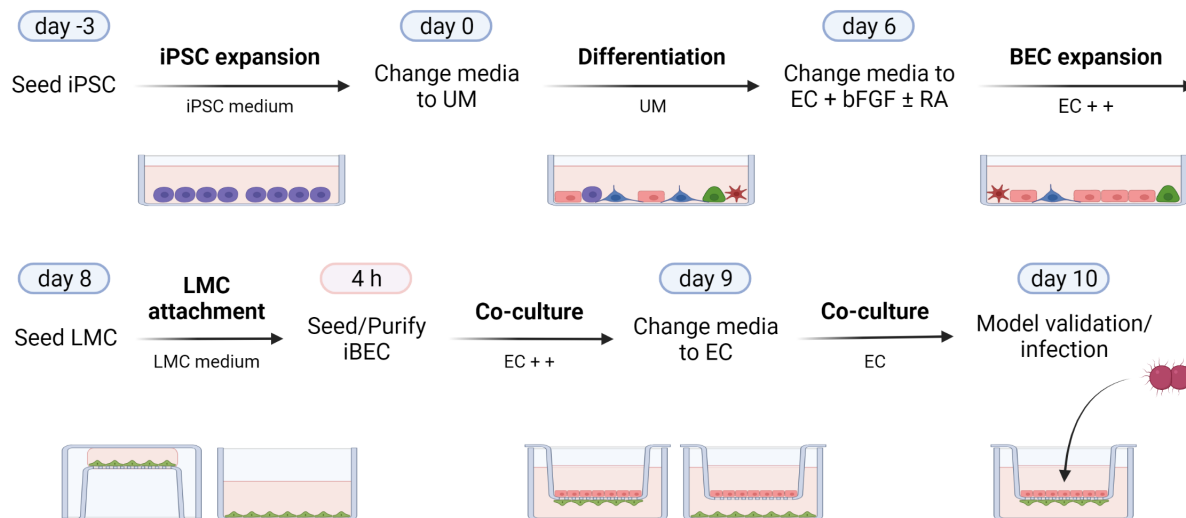 day -3
Seed iPSC
iPSC expansion
iPSC medium
day 0
Change media
to UM
Differentiation
UM
day 6
Change media to
EC + bFGF ± RA
BEC expansion
EC + +
day 8
Seed LMC
LMC
attachment
LMC medium
4 h
Seed/Purify
iBEC
Co-culture
EC + +
day 9
Change media
to EC
Co-culture
EC
day 10
Model validation/
infection